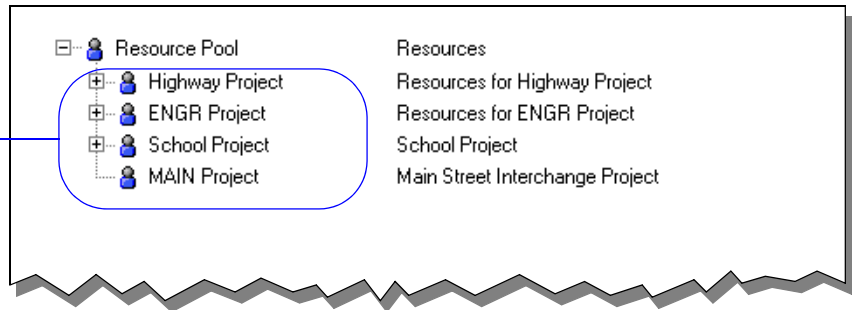 Resource Pool Resources
Highway Project Resources for Highway Project
ENGR Project Resources for ENGR Project
School Project School Project
MAIN Project Main Street Interchange Project